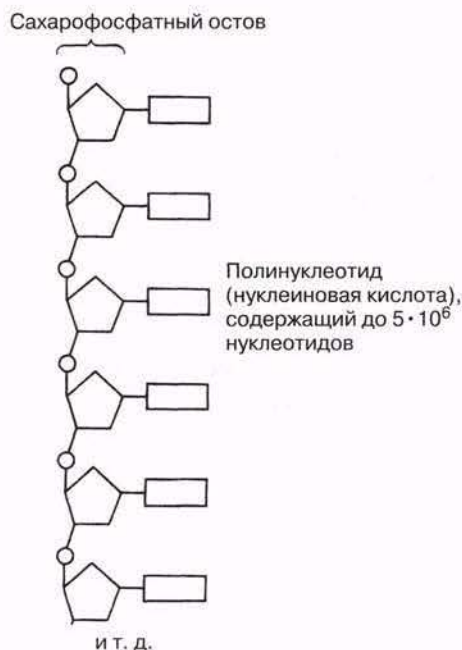 Сахарофосфатный остов
Полинуклеотид
(нуклеиновая кислота),
содержащий до 5·10⁶
нуклеотидов
и т. д.